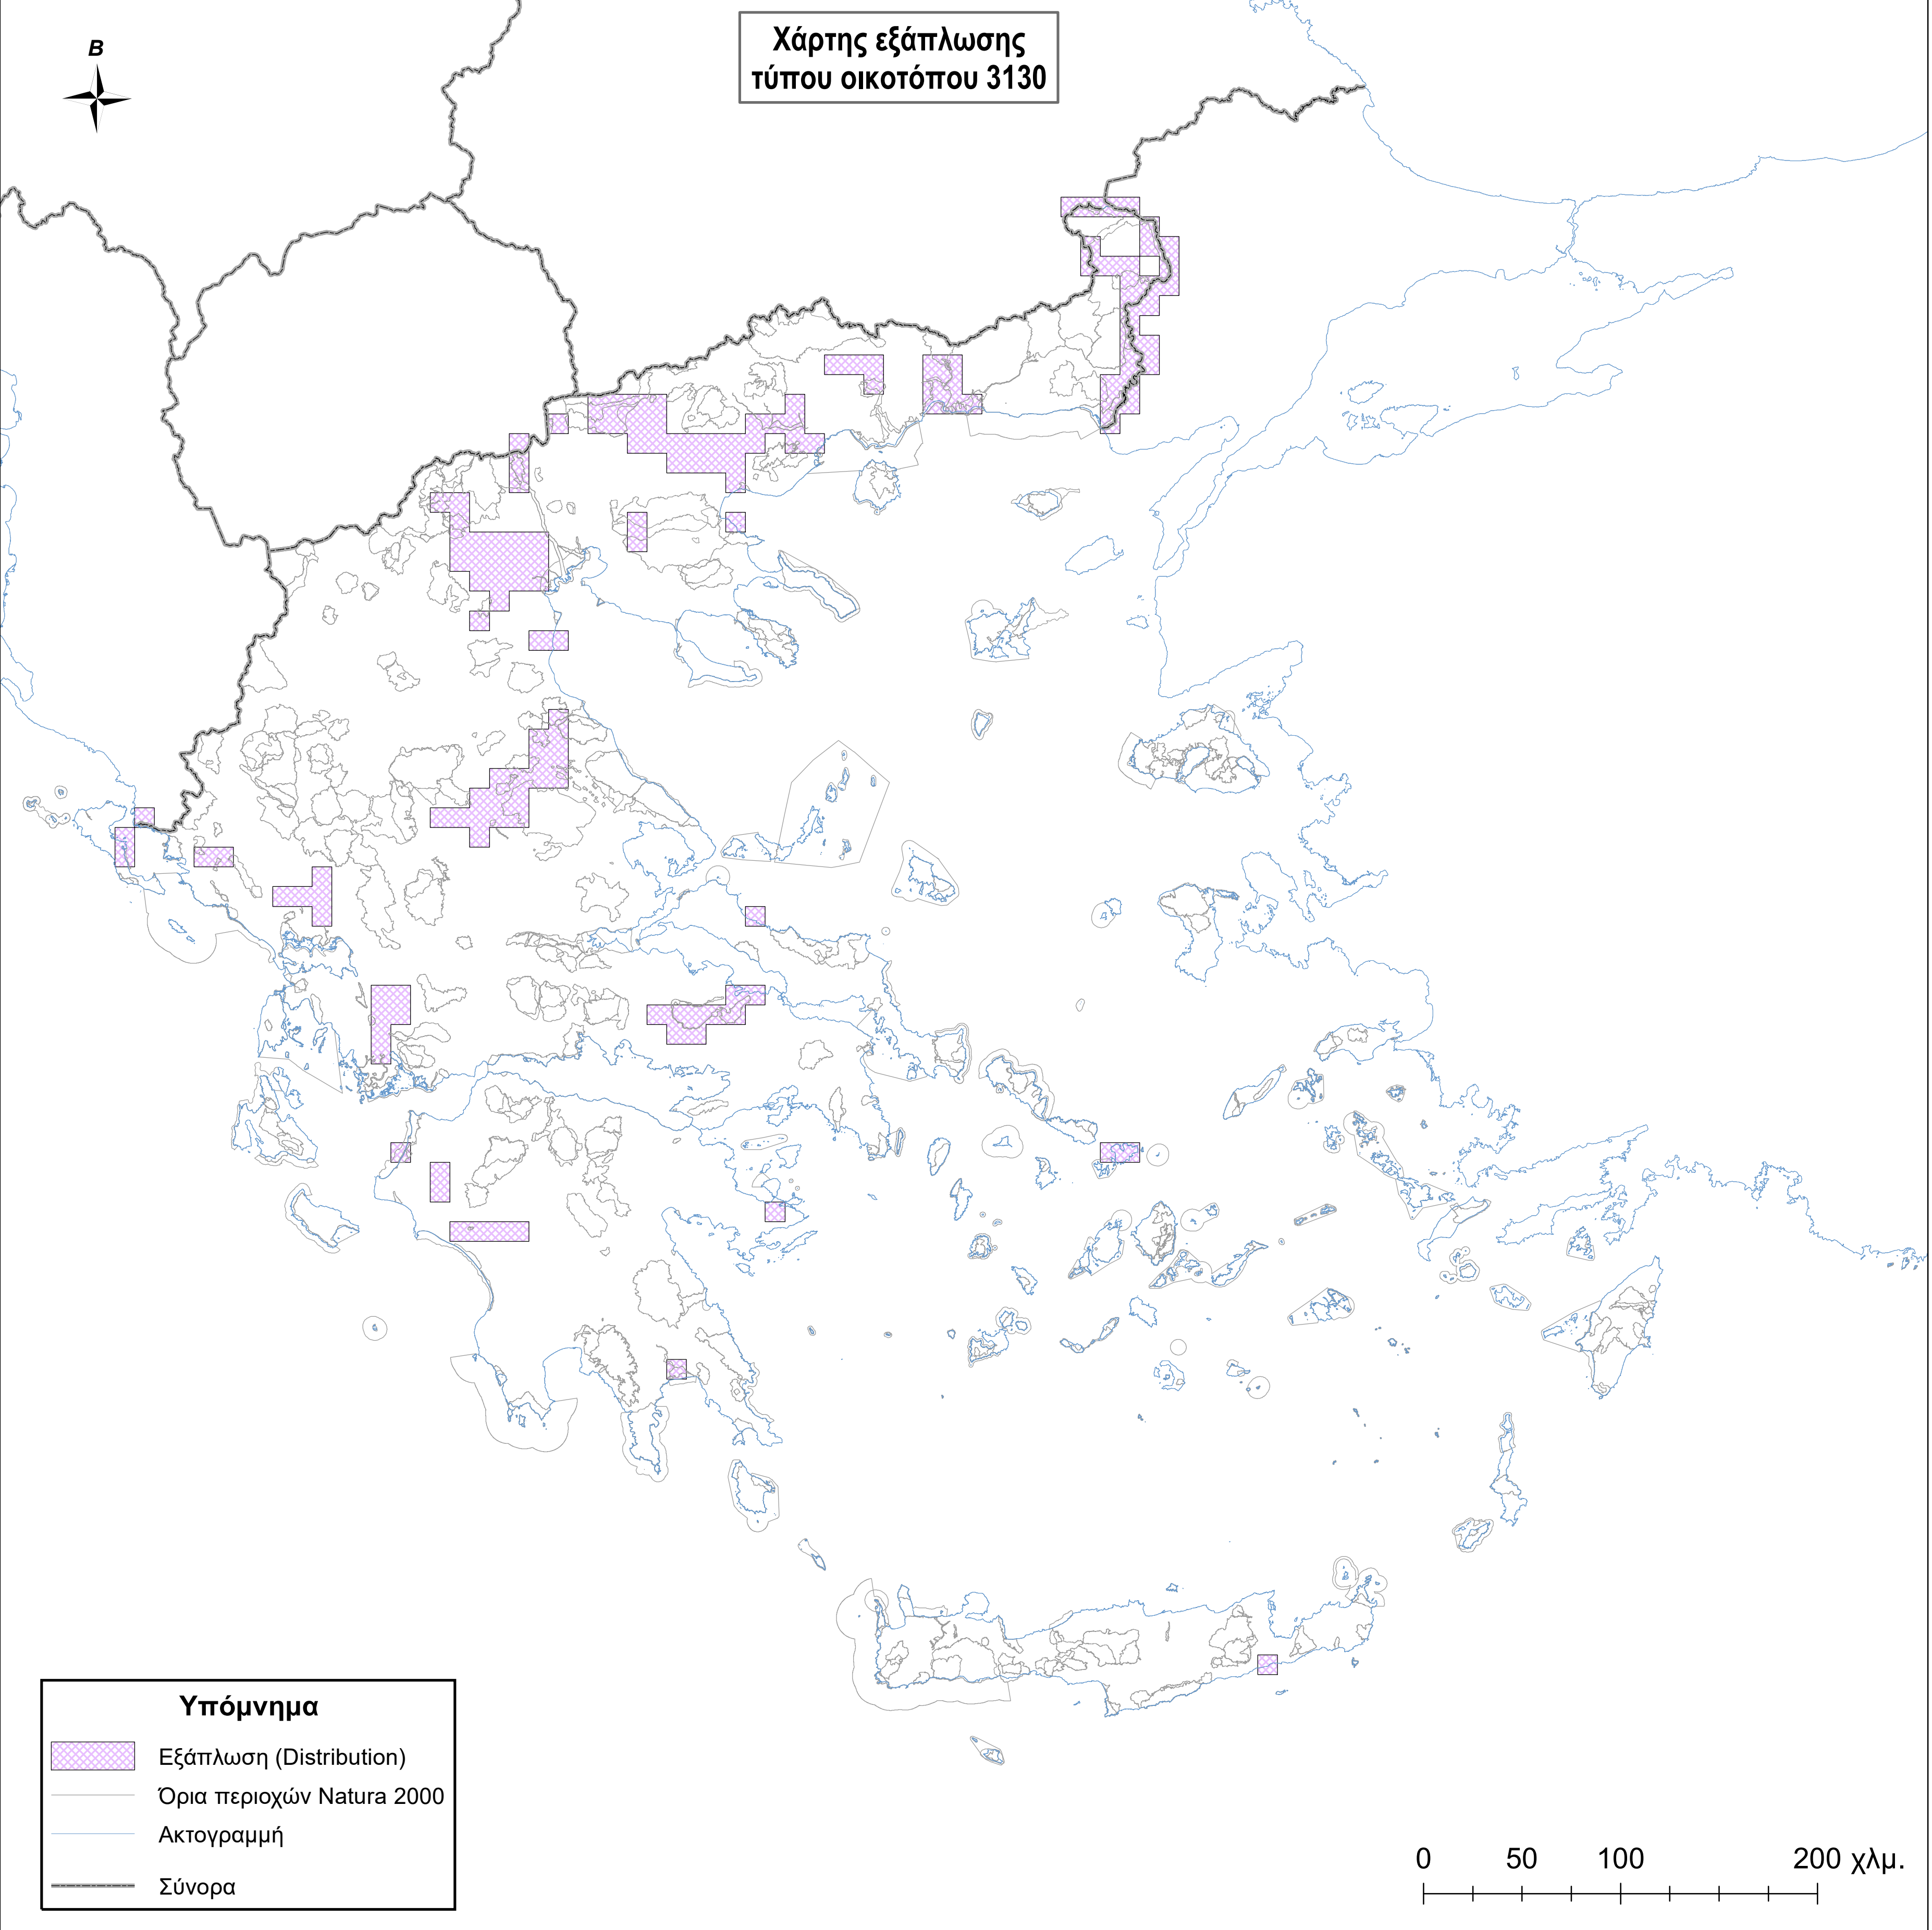 Χάρτης εξάπλωσης
τύπου οικοτόπου 3130
Β
Υπόμνημα
Εξάπλωση (Distribution)
Όρια περιοχών Natura 2000
Ακτογραμμή
Σύνορα
0 50 100 200 χλμ.